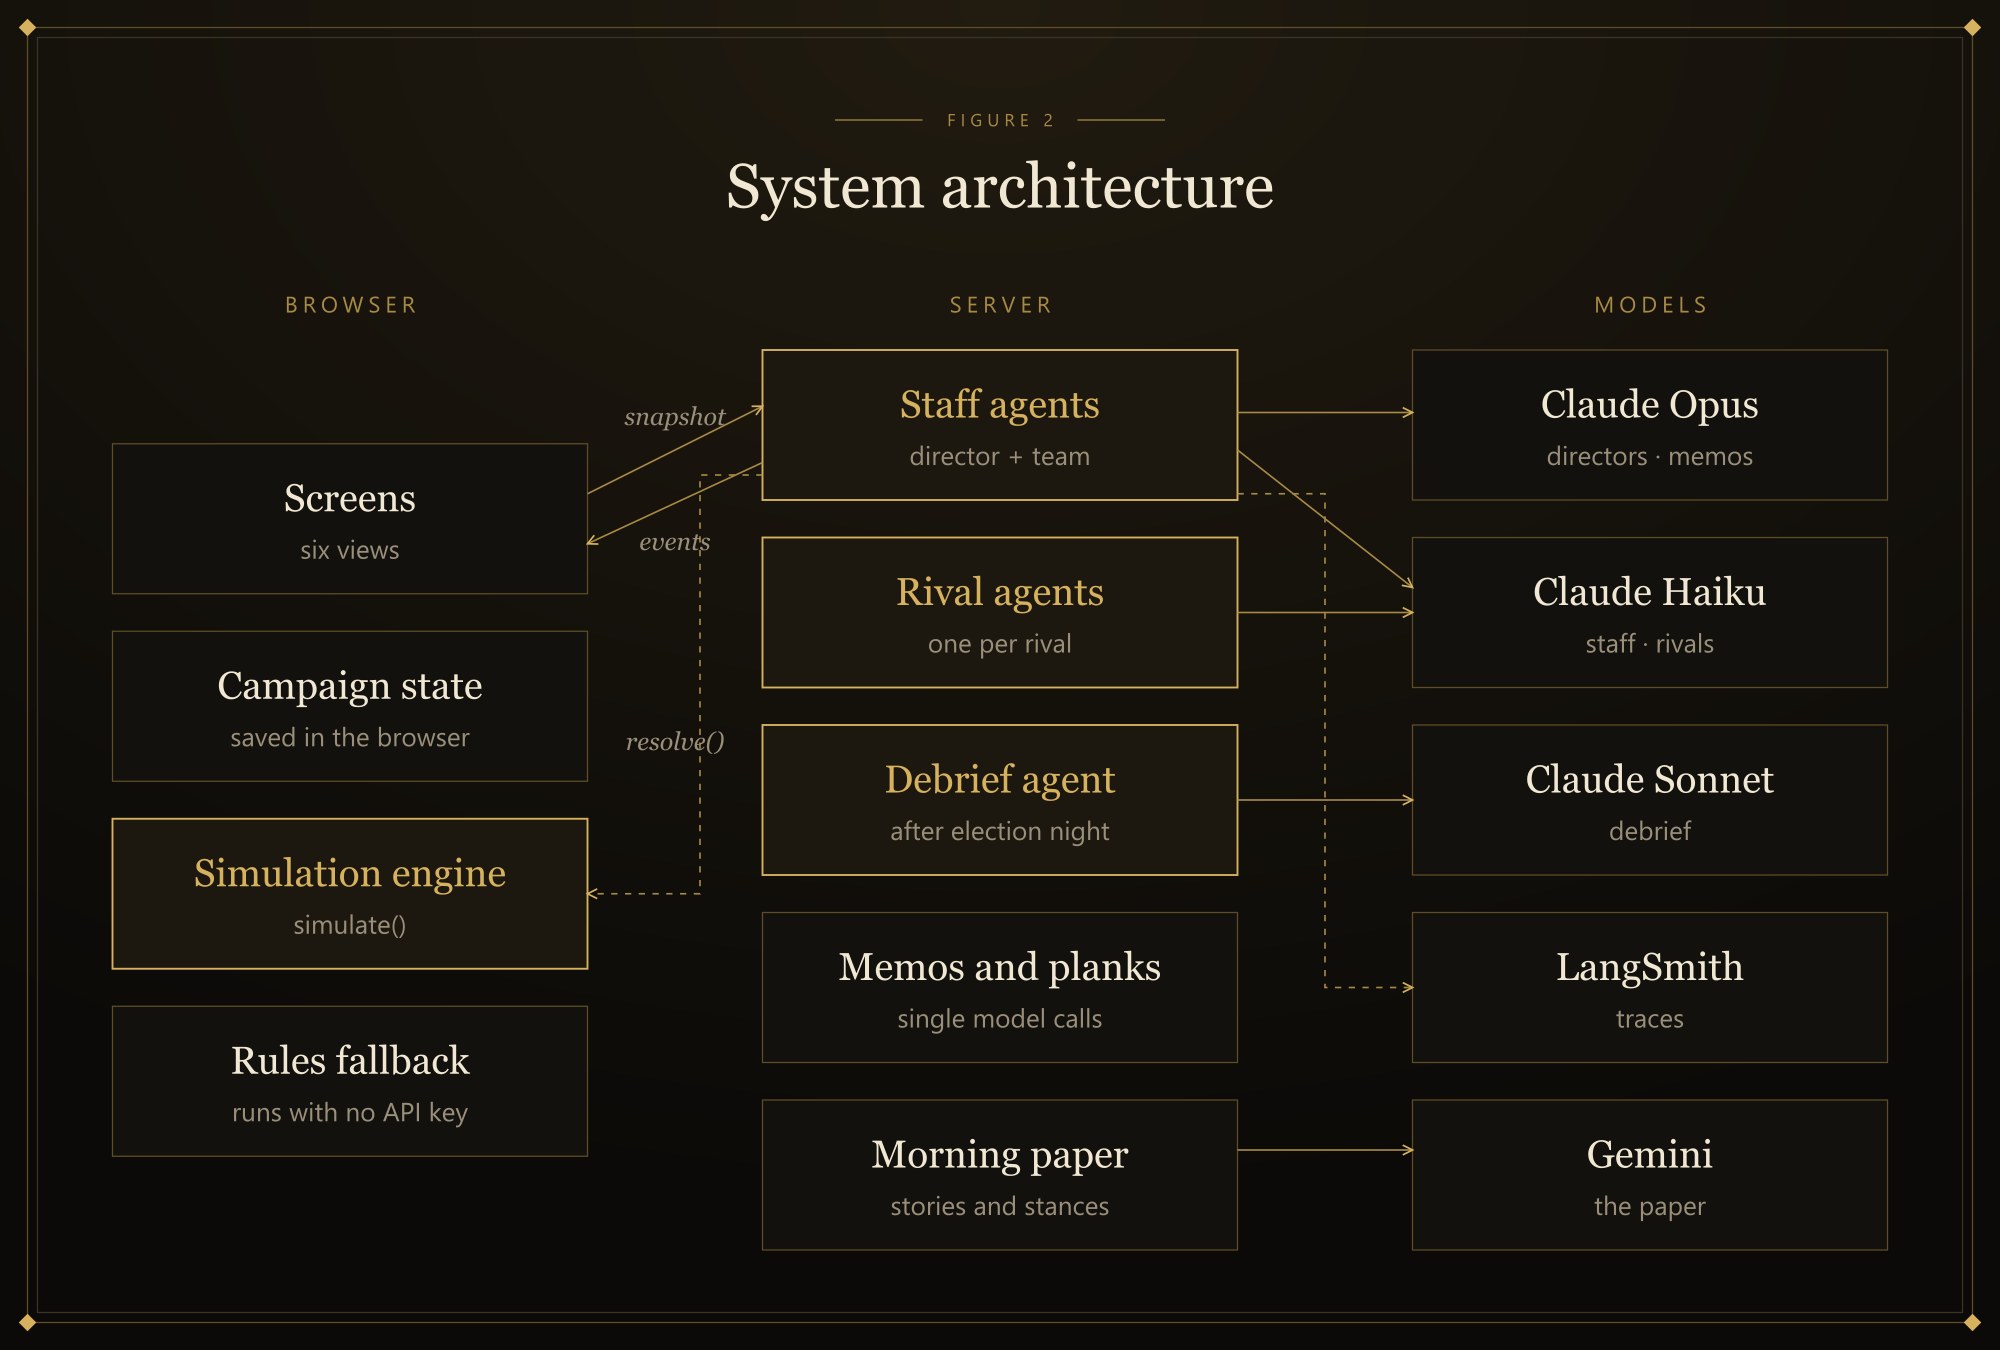 FIGURE 2
System architecture
BROWSER
SERVER
MODELS
Screens
six views
Campaign state
saved in the browser
Simulation engine
simulate()
Rules fallback
runs with no API key
snapshot
events
resolve()
Staff agents
director + team
Rival agents
one per rival
Debrief agent
after election night
Memos and planks
single model calls
Morning paper
stories and stances
Claude Opus
directors · memos
Claude Haiku
staff · rivals
Claude Sonnet
debrief
LangSmith
traces
Gemini
the paper